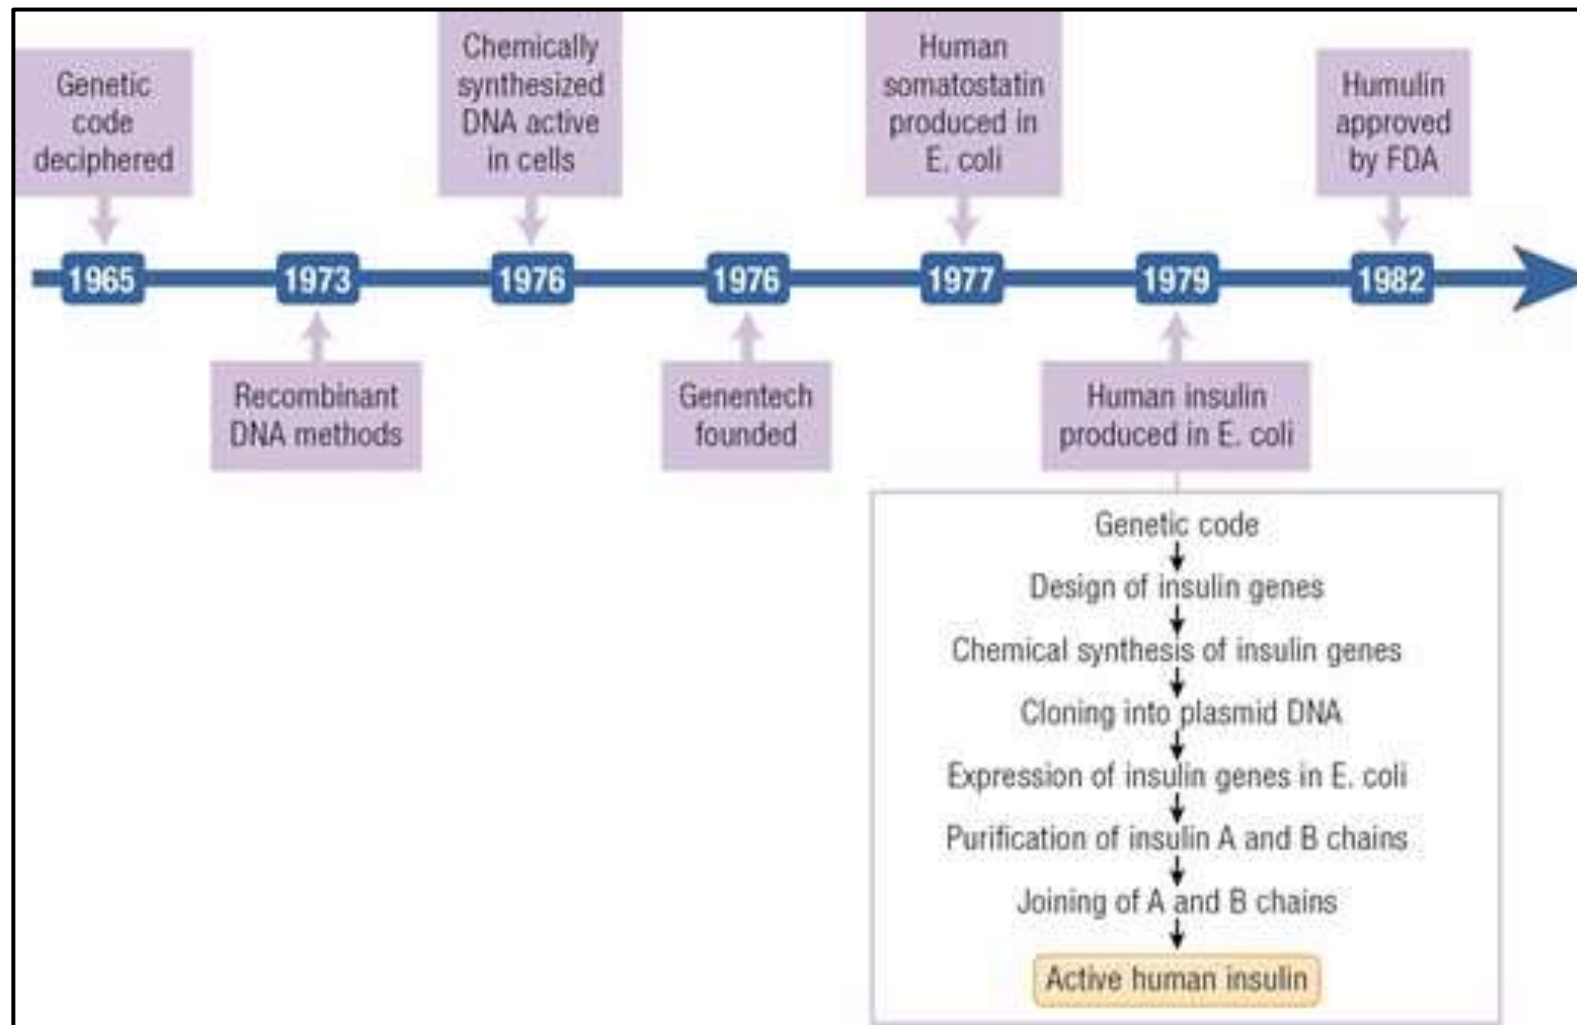 Genetic
code
deciphered
Chemically
synthesized
DNA active
in cells
Human
somatostatin
produced in
E. coli
Humulin
approved
by FDA
1965
1973
1976
1976
1977
1979
1982
Recombinant
DNA methods
Genentech
founded
Human insulin
produced in E. coli
Genetic code
Design of insulin genes
Chemical synthesis of insulin genes
Cloning into plasmid DNA
Expression of insulin genes in E. coli
Purification of insulin A and B chains
Joining of A and B chains
Active human insulin